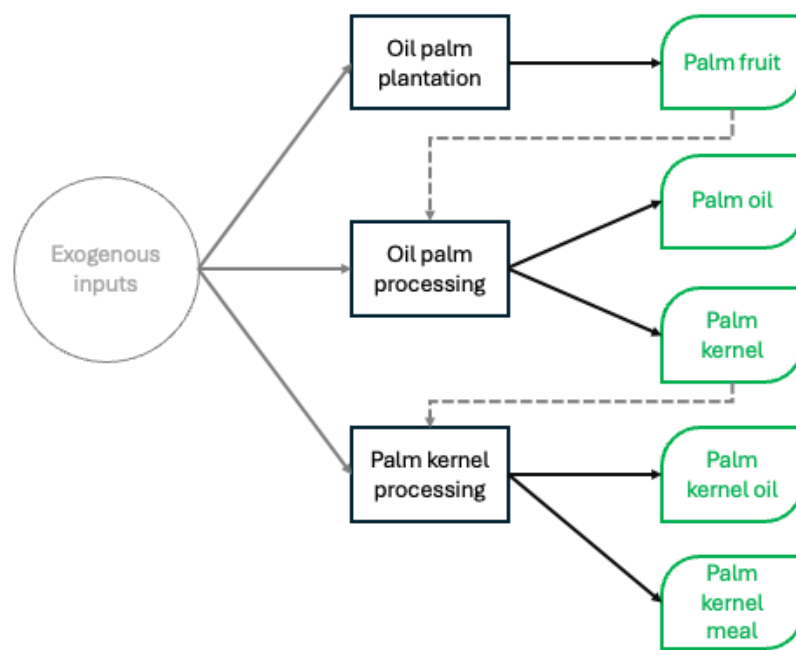 Oil palm
plantation
Palm fruit
Exogenous
inputs
Oil palm
processing
Palm oil
Palm
kernel
Palm kernel
processing
Palm
kernel oil
Palm
kernel
meal